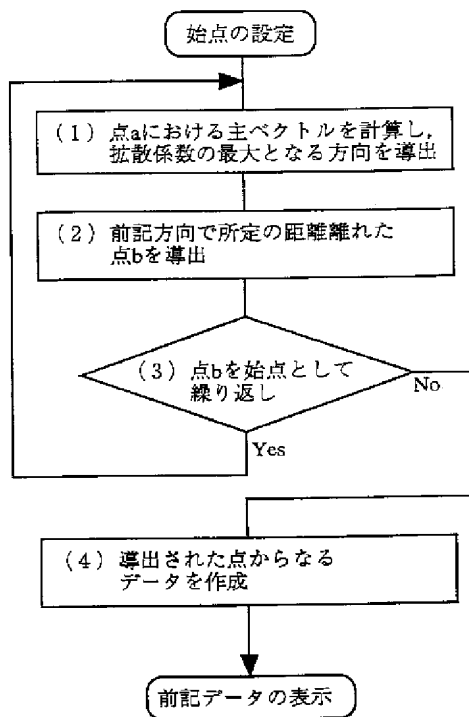 始点の設定
(1) 点aにおける主ベクトルを計算し,
拡散係数の最大となる方向を導出
(2) 前記方向で所定の距離離れた
点bを導出
(3) 点bを始点として
繰り返し
No
Yes
(4) 導出された点からなる
データを作成
前記データの表示